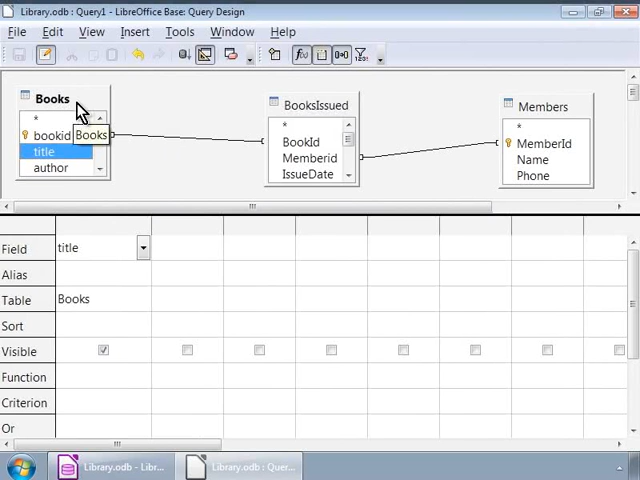 Library.odb : Query1 - LibreOffice Base: Query Design
File Edit View Insert Tools Window Help
Books
*
bookid
Books
title
author
BooksIssued
*
BookId
Memberid
IssueDate
Members
*
MemberId
Name
Phone
Field title
Alias
Table Books
Sort
Visible
Function
Criterion
Or
Library.odb - Libr...
Library.odb : Que...